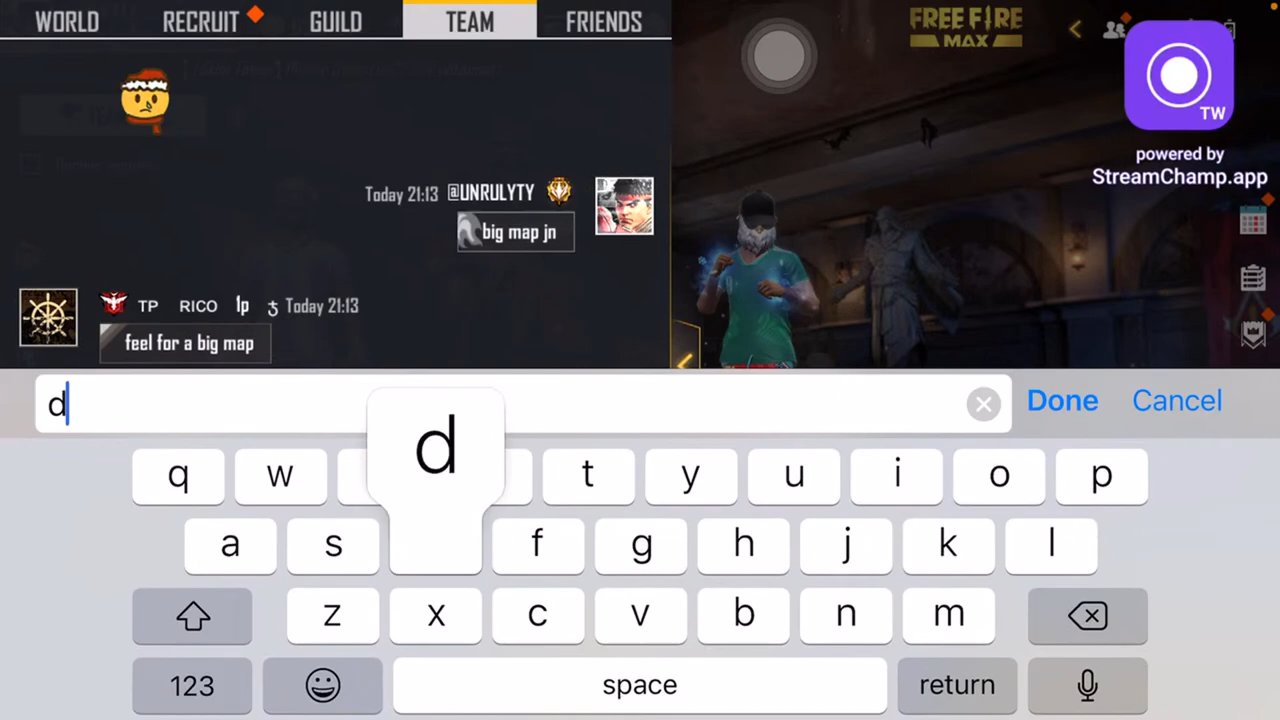 WORLD RECRUIT GUILD TEAM FRIENDS
FREE FIRE
MAX
TW
powered by
StreamChamp.app
Today 21:13 @UNRULYTY
big map jn
TP RICO lp Today 21:13
feel for a big map
d
Done Cancel
d
q w t y u i o p
a s f g h j k l
z x c v b n m
123 space return